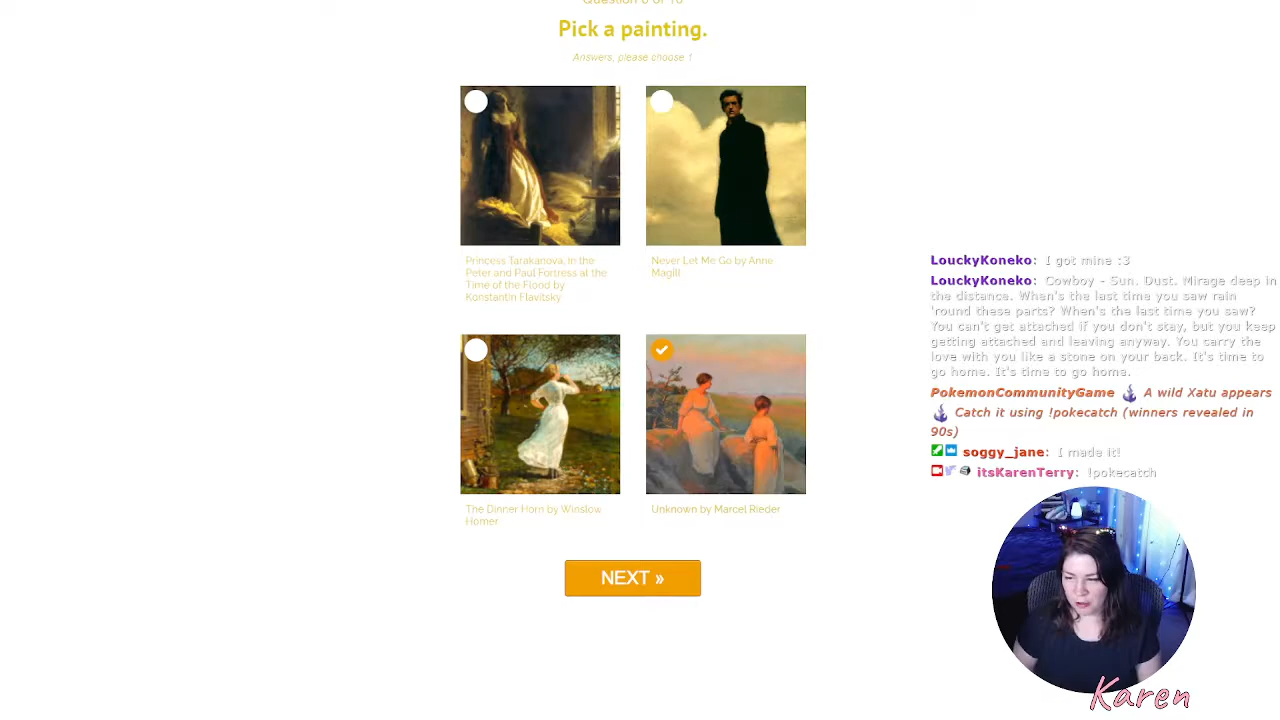 Pick a painting.
Answers, please choose 1
Princess Tarakanova, in the
Peter and Paul Fortress at the
Time of the Flood by
Konstantin Flavitsky
Never Let Me Go by Anne
Magill
The Dinner Horn by Winslow
Homer.
Unknown by Marcel Rieder
NEXT »
LouckyKoneko: I got mine :3
LouckyKoneko: Cowboy - Sun. Dust. Mirage deep in
the distance. When's the last time you saw rain
'round these parts? When's the last time you saw?
You can't get attached if you don't stay, but you keep
getting attached and leaving anyway. You carry the
love with you like a stone on your back. It's time to
go home. It's time to go home.
PokemonCommunityGame A wild Xatu appears
Catch it using !pokecatch (winners revealed in
90s)
soggy_jane: I made it!
itsKarenTerry: !pokecatch
Karen